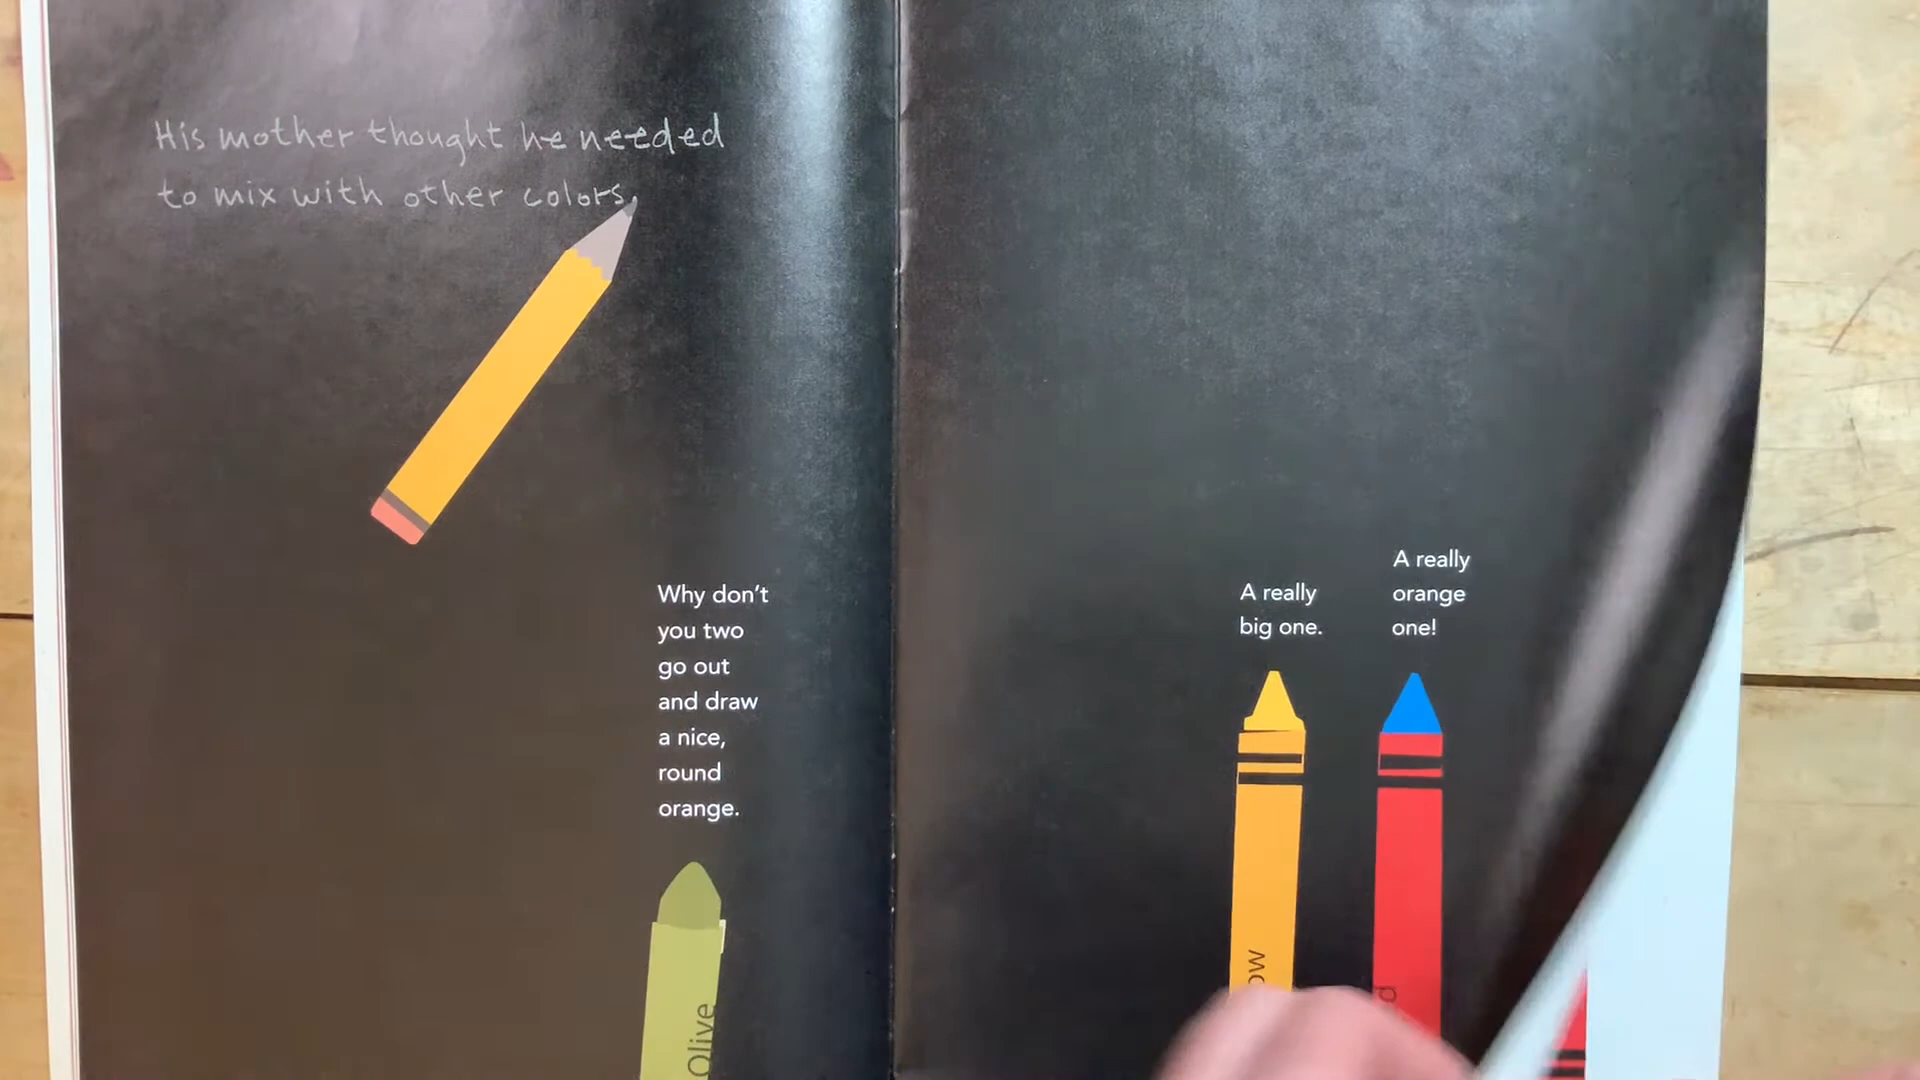 His mother thought he needed
to mix with other colors.
Why don't
you two
go out
and draw
a nice,
round
orange.
Olive
A really
big one.
A really
orange
one!
ow
d